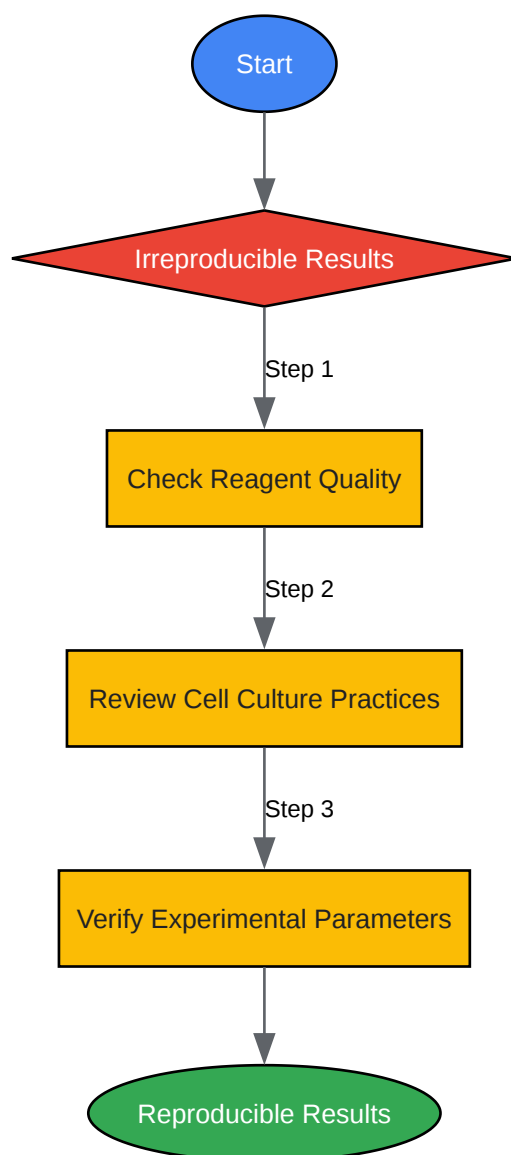 Start
Irreproducible Results
Step 1
Check Reagent Quality
Step 2
Review Cell Culture Practices
Step 3
Verify Experimental Parameters
Reproducible Results